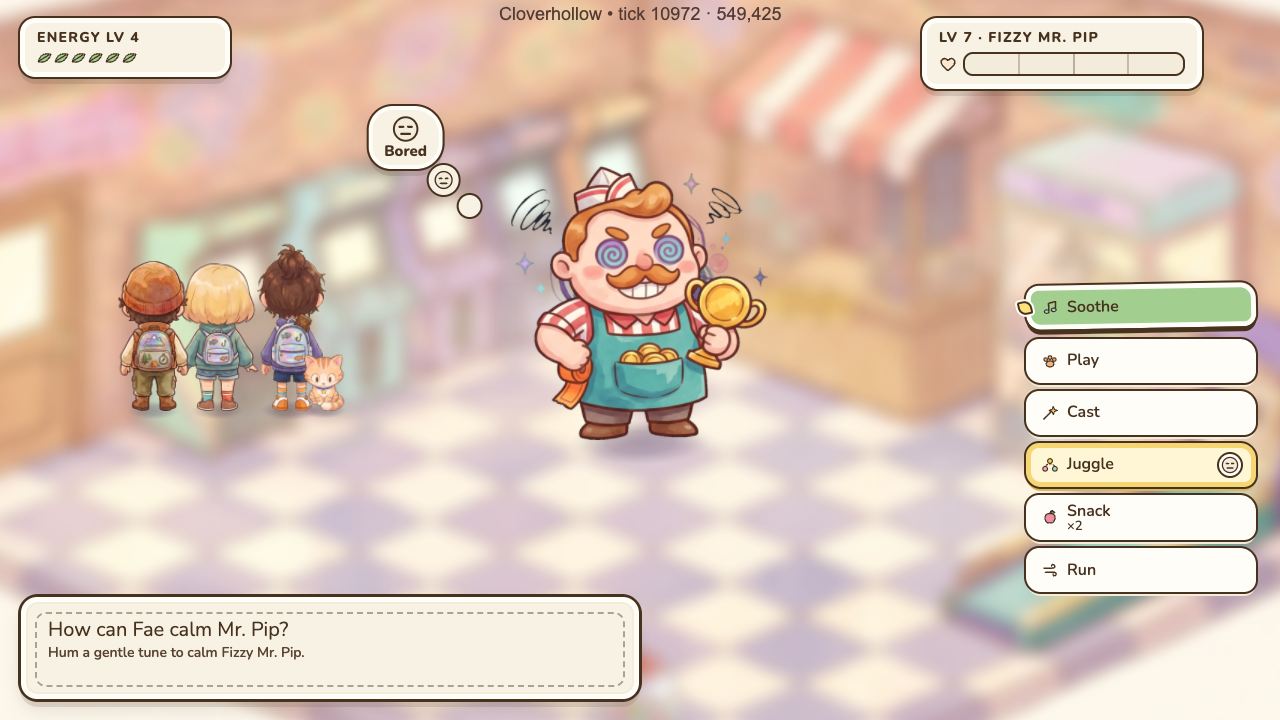 Cloverhollow • tick 10972 · 549,425
ENERGY LV 4
LV 7 · FIZZY MR. PIP
Bored
Soothe
Play
Cast
Juggle
Snack
×2
Run
How can Fae calm Mr. Pip?
Hum a gentle tune to calm Fizzy Mr. Pip.